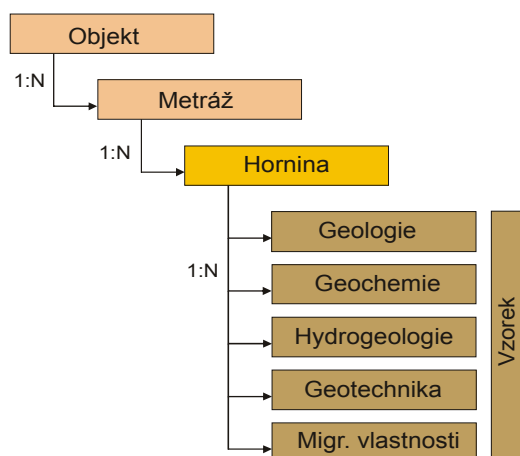 Objekt
1:N
Metráž
1:N
Hornina
1:N
Geologie
Geochemie
Hydrogeologie
Geotechnika
Migr. vlastnosti
Vzorek